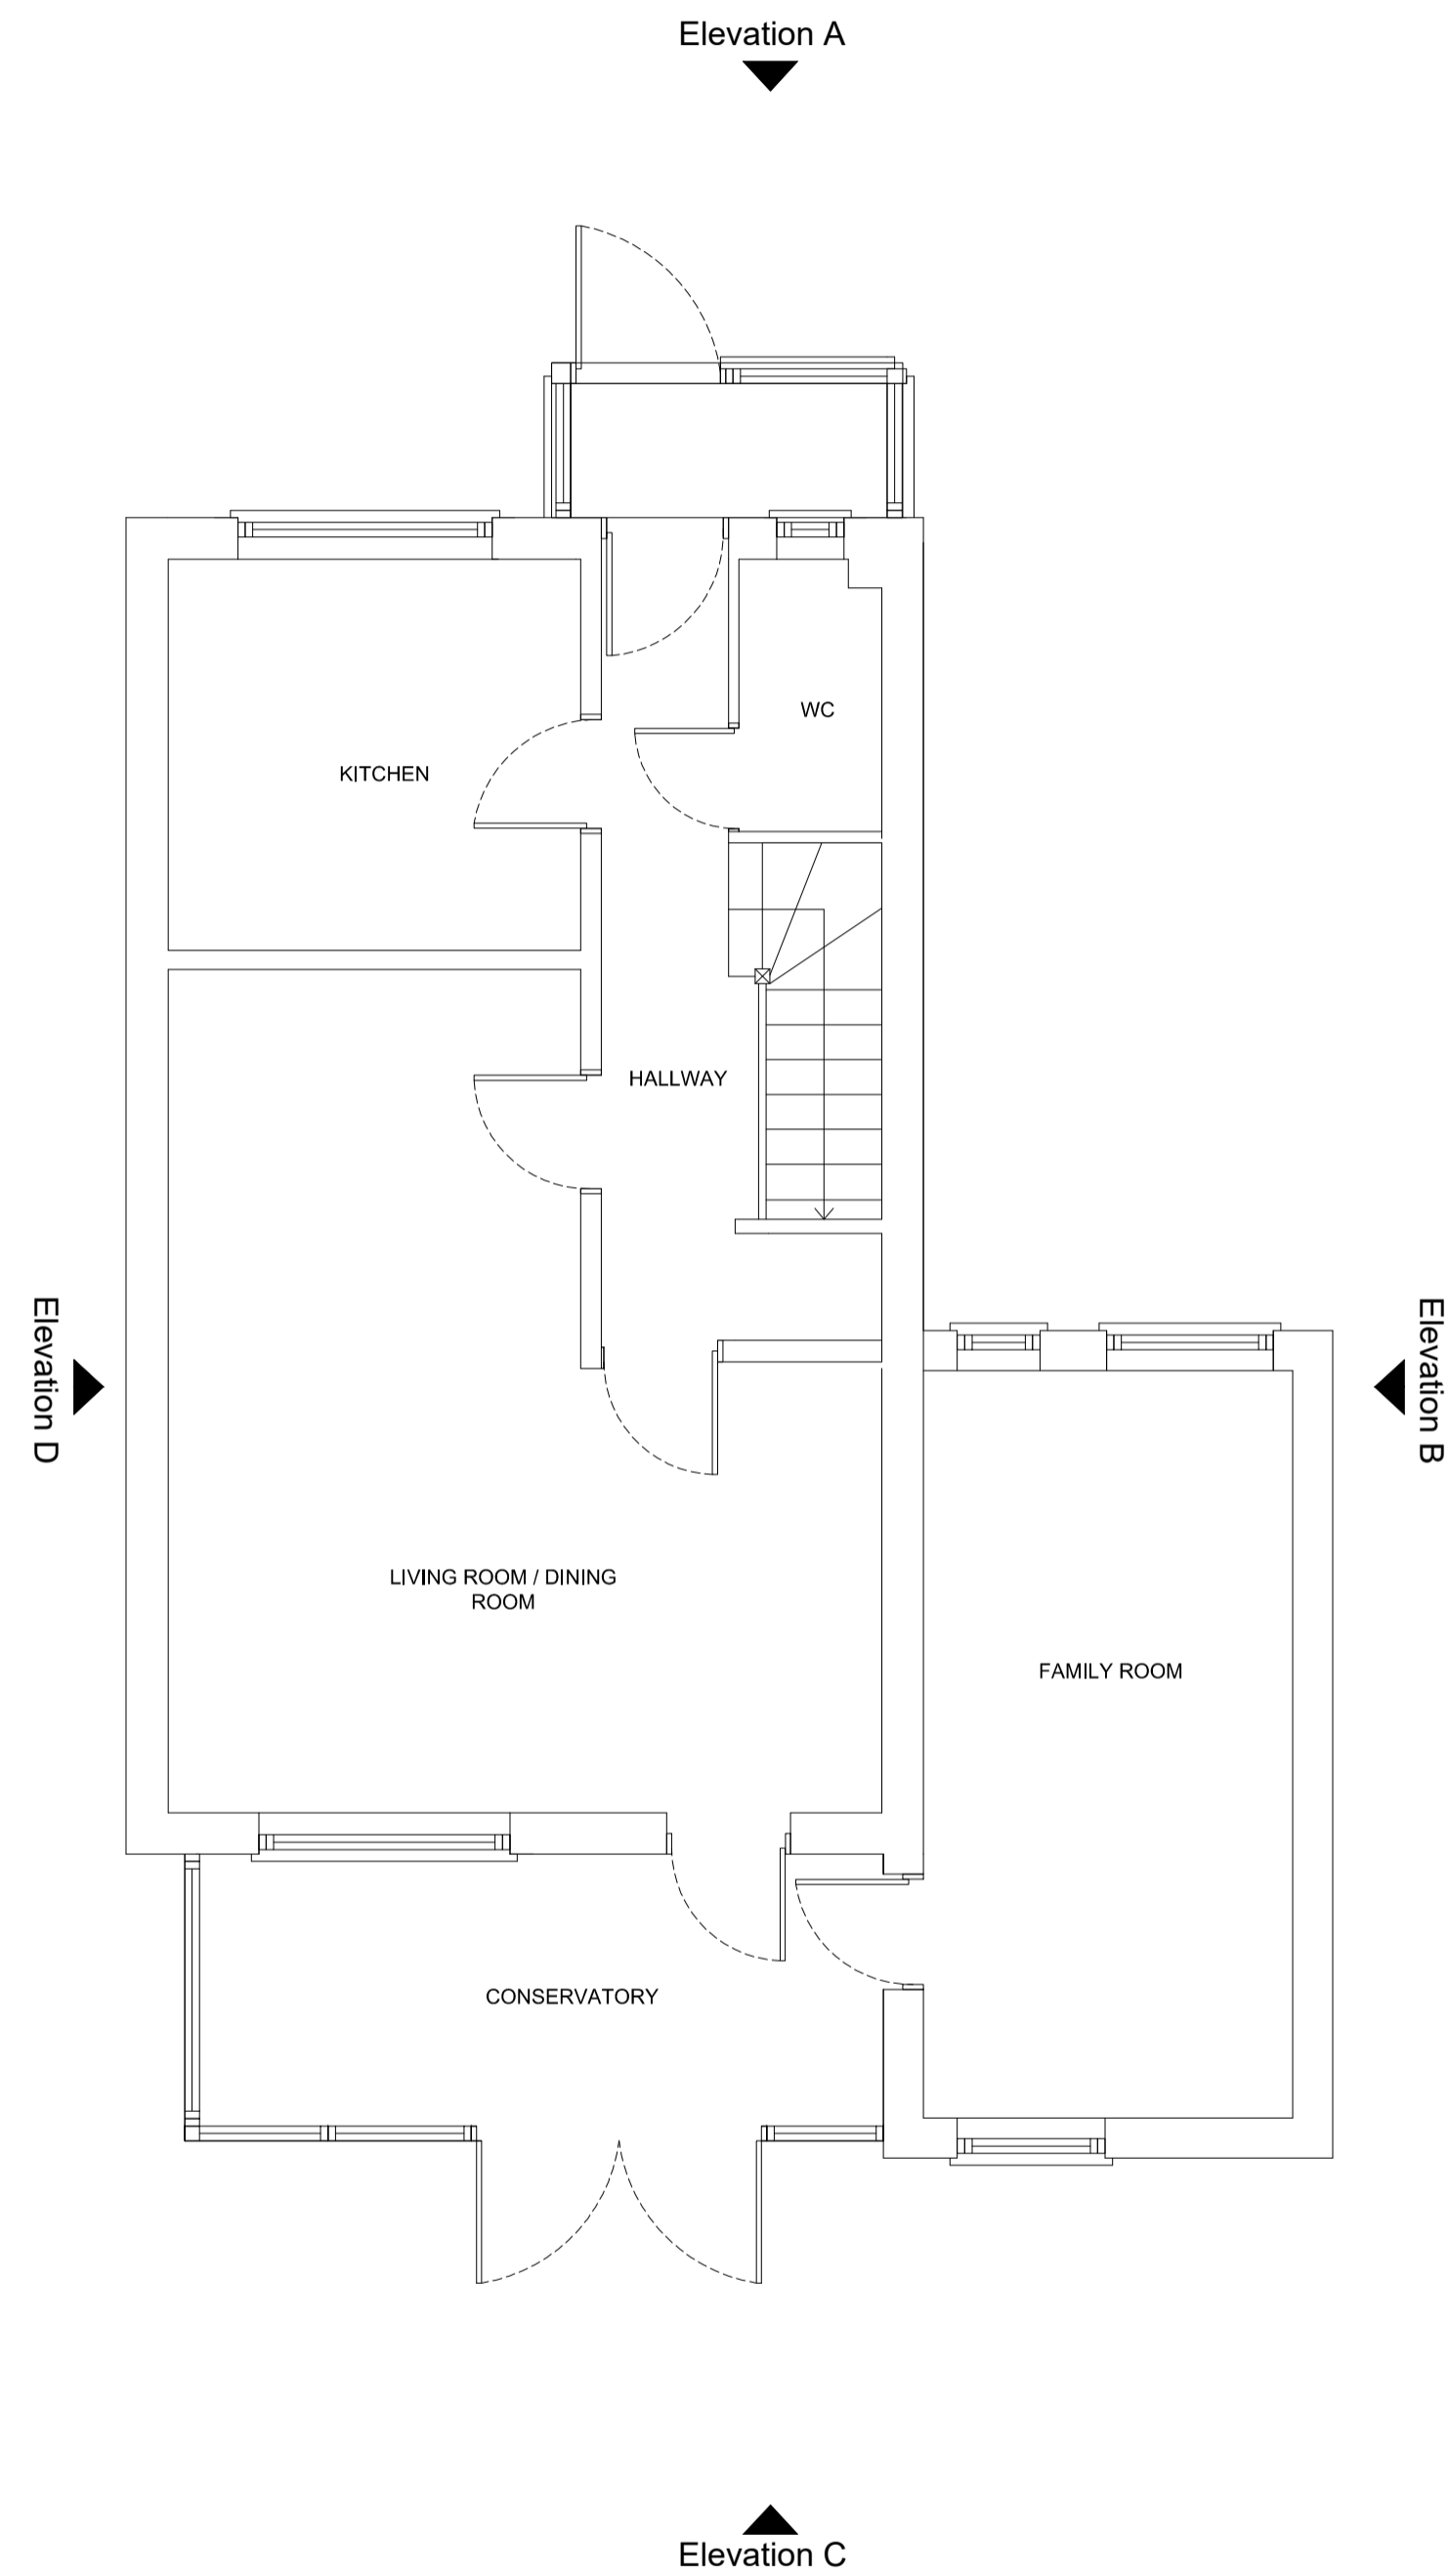 Elevation A
WC
KITCHEN
HALLWAY
Elevation D
Elevation B
LIVING ROOM / DINING
ROOM
FAMILY ROOM
CONSERVATORY
Elevation C